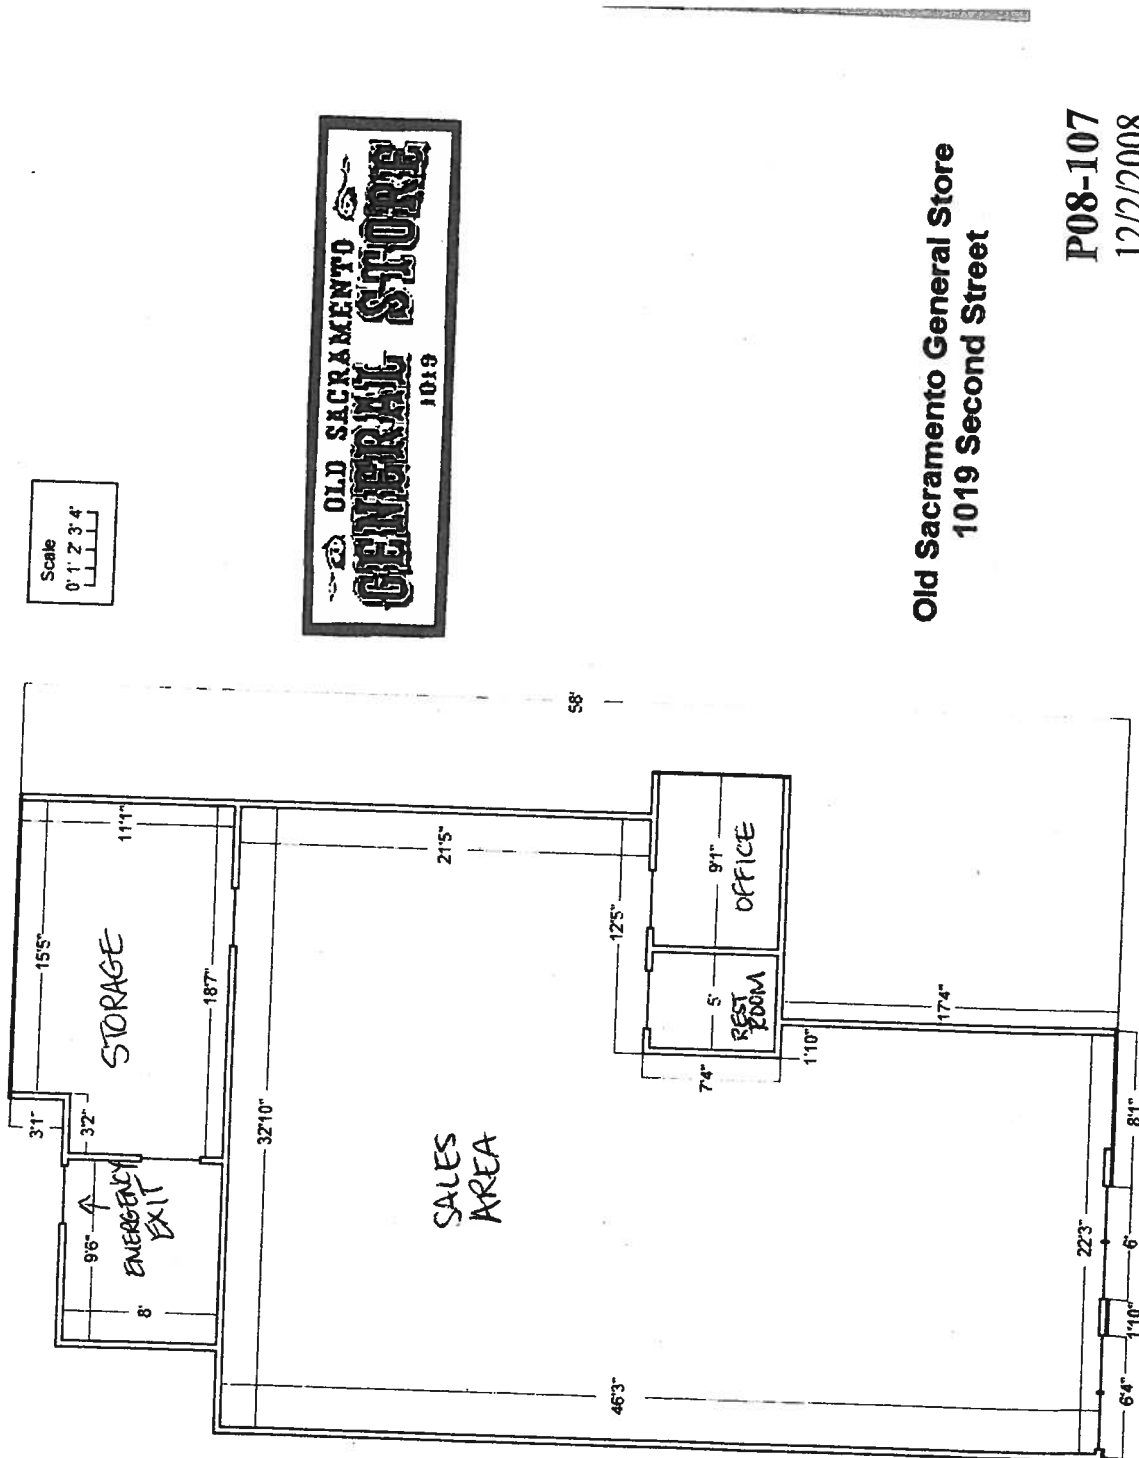 Scale
0' 1' 2' 3' 4'
OLD SACRAMENTO
GENERAL STORE
1019
Old Sacramento General Store
1019 Second Street
P08-107
12/2/2008
58'
15'5"
11'1"
STORAGE
18'7"
3'1"
3'2"
9'6"
EMERGENCY
EXIT
8'
32'10"
21'5"
12'5"
9'1"
OFFICE
5'
REST
ROOM
7'4"
1'10"
17'4"
SALES
AREA
46'3"
22'3"
6'4"
1'10"
6'
8'1"